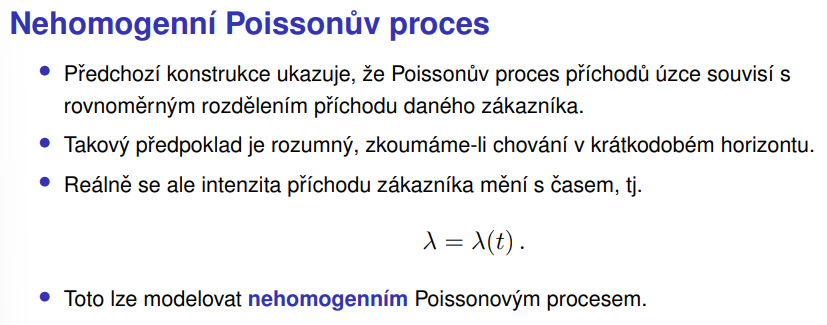 Nehomogenní Poissonův proces
• Předchozí konstrukce ukazuje, že Poissonův proces příchodů úzce souvisí s
rovnoměrným rozdělením příchodu daného zákazníka.
• Takový předpoklad je rozumný, zkoumáme-li chování v krátkodobém horizontu.
• Reálně se ale intenzita příchodu zákazníka mění s časem, tj.
λ = λ(t) .
• Toto lze modelovat nehomogenním Poissonovým procesem.